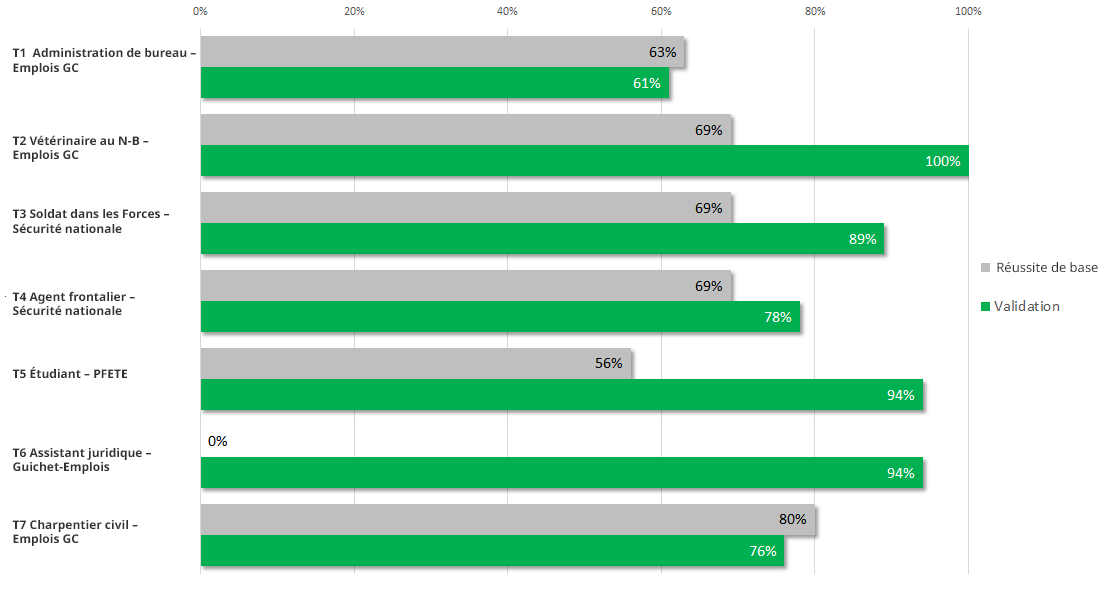 0%
20%
40%
60%
80%
100%
T1  Administration de bureau –
Emplois GC
63%
61%
T2 Vétérinaire au N-B –
Emplois GC
69%
100%
T3 Soldat dans les Forces –
Sécurité nationale
69%
89%
T4 Agent frontalier –
Sécurité nationale
69%
78%
T5 Étudiant – PFETE
56%
94%
T6 Assistant juridique –
Guichet-Emplois
0%
94%
T7 Charpentier civil –
Emplois GC
80%
76%
Réussite de base
Validation